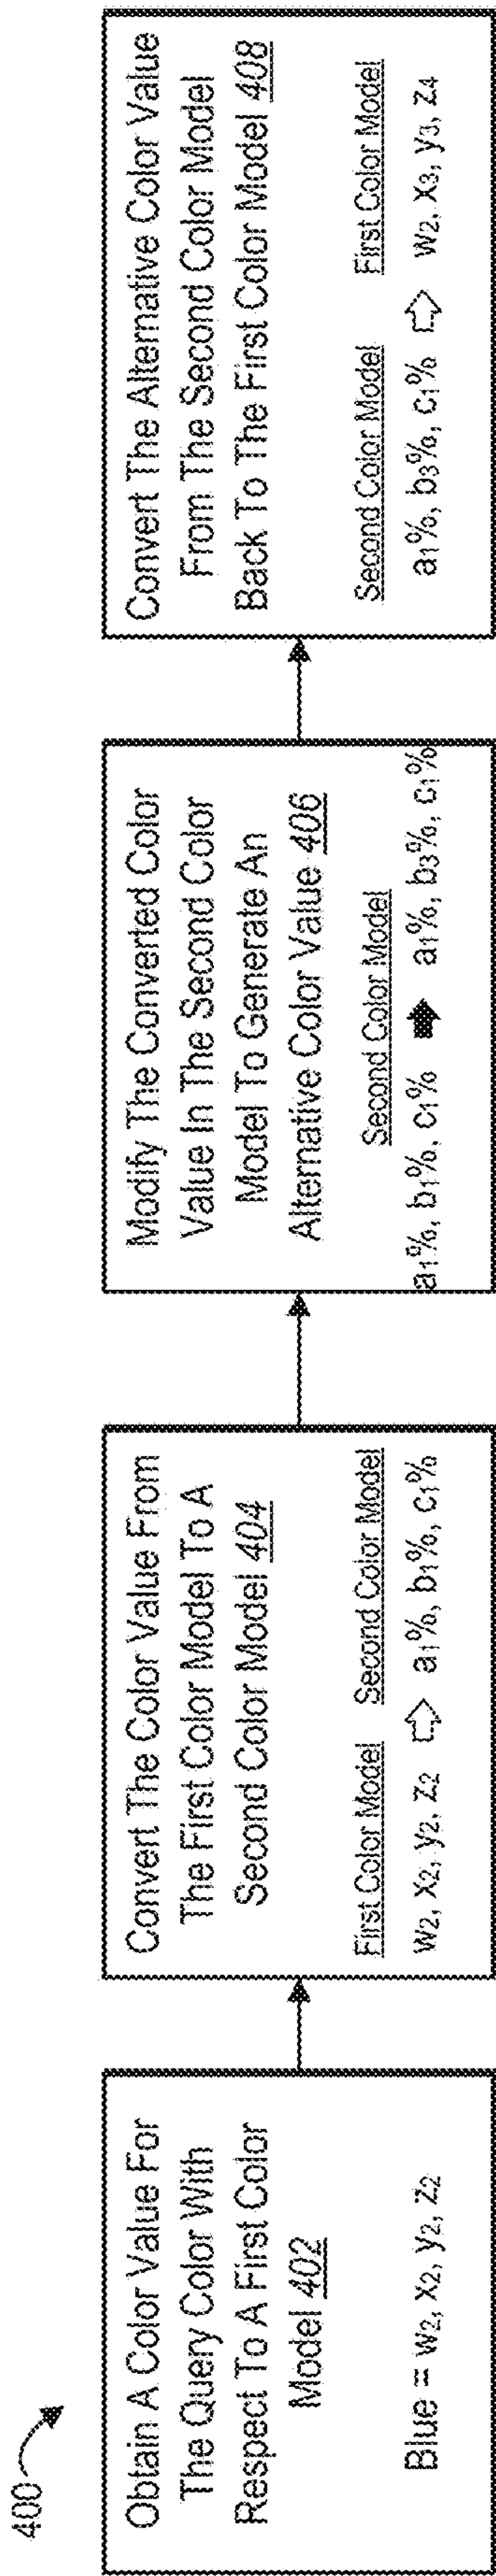 400
Obtain A Color Value For
The Query Color With
Respect To A First Color
Model 402
Blue = w2, x2, y2, z2
Convert The Color Value From
The First Color Model To A
Second Color Model 404
First Color Model Second Color Model
w2, x2, y2, z2 ⇨ a1%, b1%, c1%
Modify The Converted Color
Value In The Second Color
Model To Generate An
Alternative Color Value 406
Second Color Model
a1%, b1%, c1% ➡ a1%, b3%, c1%
Convert The Alternative Color Value
From The Second Color Model
Back To The First Color Model 408
Second Color Model First Color Model
a1%, b3%, c1% ⇨ w2, x3, y3, z4